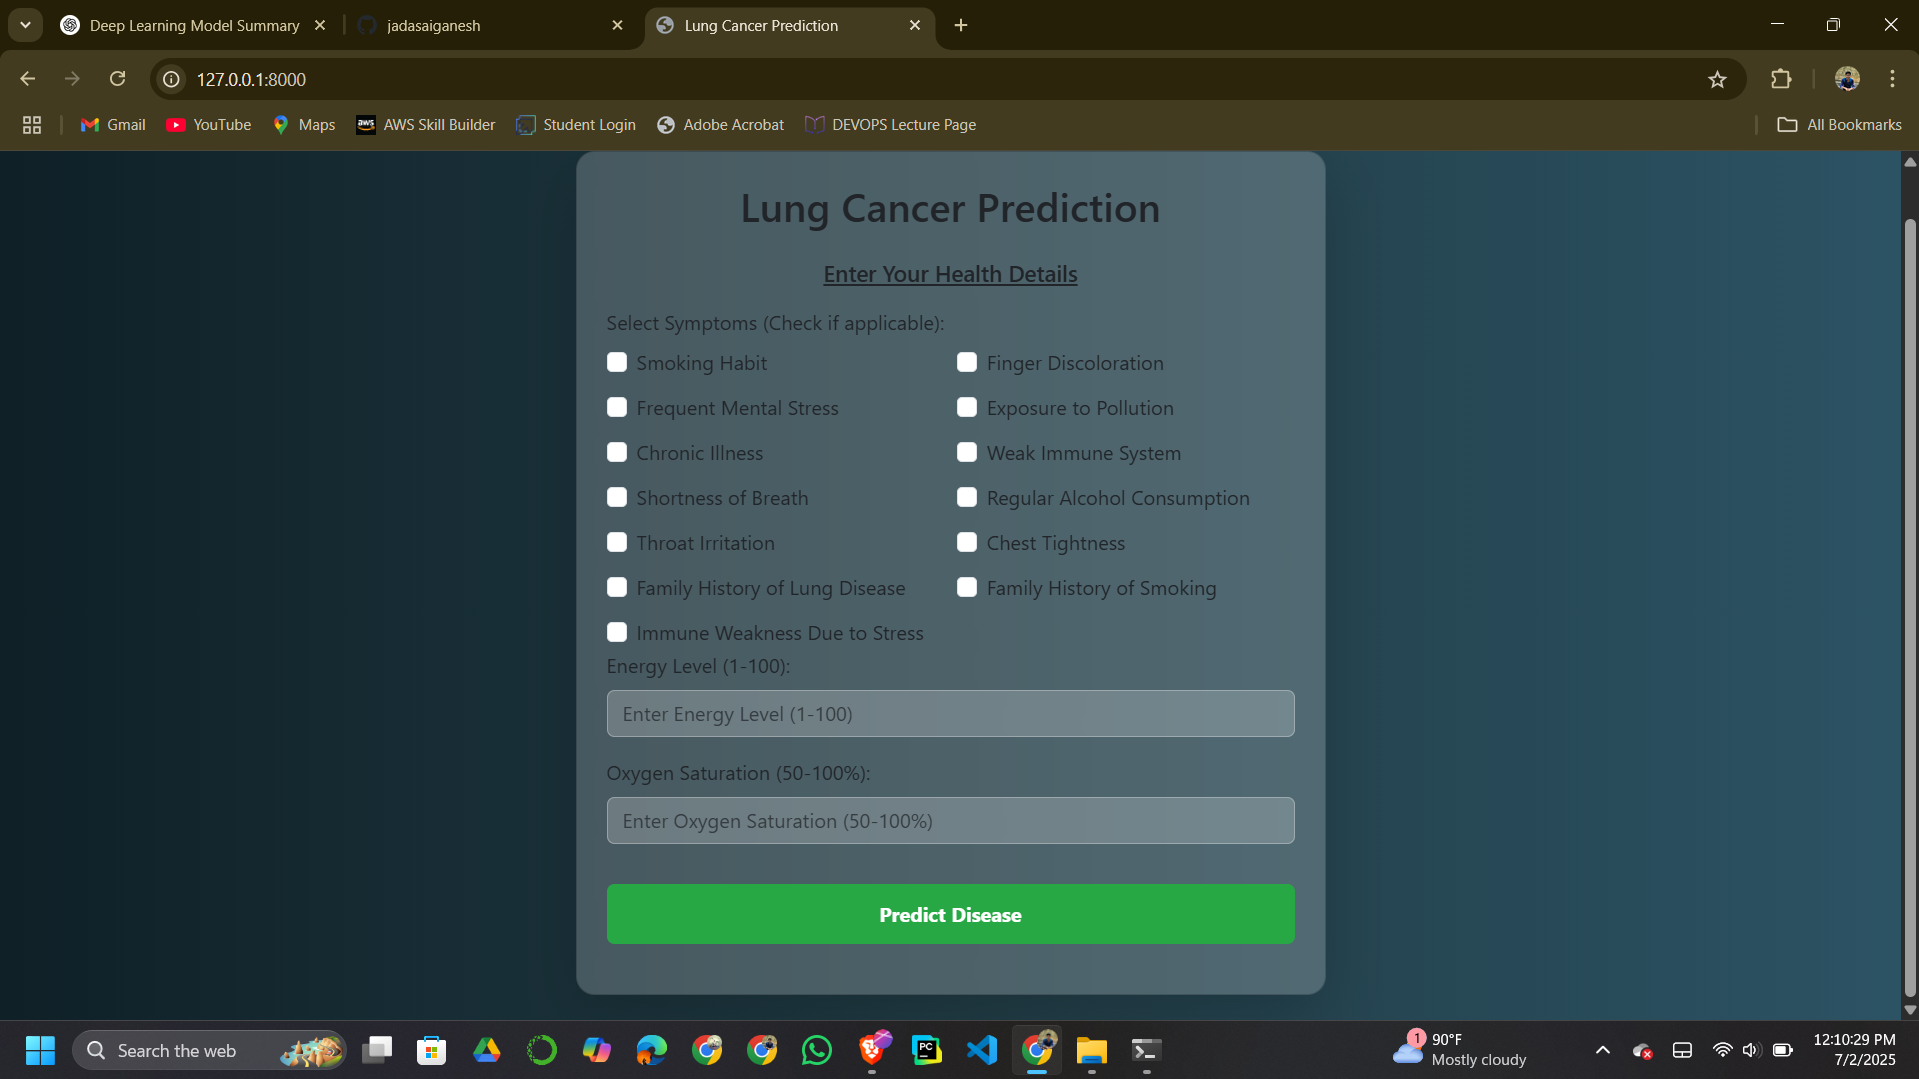 Deep Learning Model Summary
jadasaiganesh
Lung Cancer Prediction
127.0.0.1:8000
Gmail
YouTube
Maps
aws
AWS Skill Builder
Student Login
Adobe Acrobat
DEVOPS Lecture Page
All Bookmarks
Lung Cancer Prediction
Enter Your Health Details
Select Symptoms (Check if applicable):
Smoking Habit
Finger Discoloration
Frequent Mental Stress
Exposure to Pollution
Chronic Illness
Weak Immune System
Shortness of Breath
Regular Alcohol Consumption
Throat Irritation
Chest Tightness
Family History of Lung Disease
Family History of Smoking
Immune Weakness Due to Stress
Energy Level (1-100):
Enter Energy Level (1-100)
Oxygen Saturation (50-100%):
Enter Oxygen Saturation (50-100%)
Predict Disease
Search the web
PC
1
90°F
Mostly cloudy
12:10:29 PM
7/2/2025